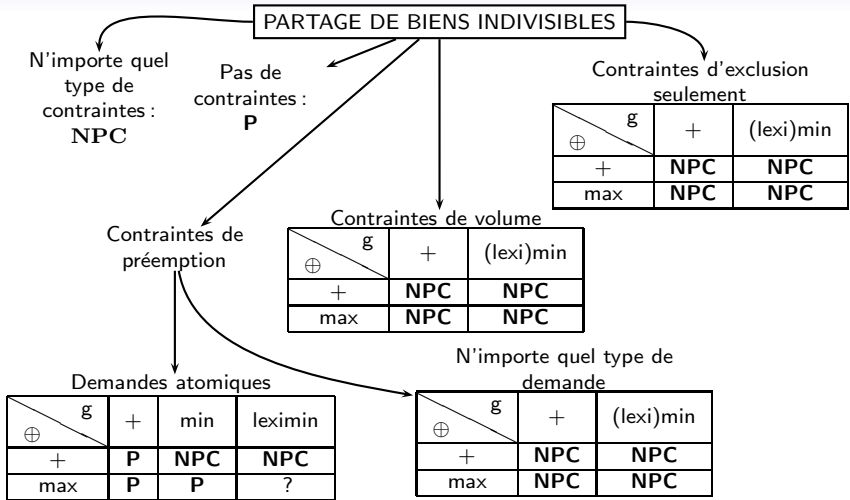 PARTAGE DE BIENS INDIVISIBLES
N'importe quel
type de
contraintes :
NPC
Pas de
contraintes :
P
Contraintes d'exclusion
seulement
g
⊕
+ (lexi)min
+ NPC NPC
max NPC NPC
Contraintes de
préemption
Contraintes de volume
g
⊕
+ (lexi)min
+ NPC NPC
max NPC NPC
Demandes atomiques
g
⊕
+ min leximin
+ P NPC NPC
max P P ?
N'importe quel type de
demande
g
⊕
+ (lexi)min
+ NPC NPC
max NPC NPC